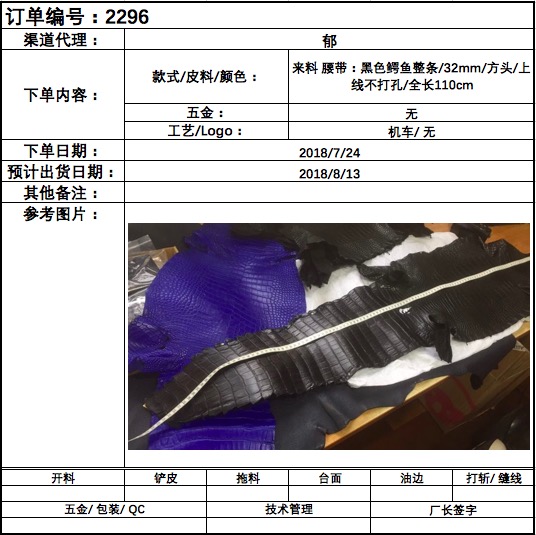 订单编号：2296
渠道代理：
郁
下单内容：
款式/皮料/颜色：
来料 腰带：黑色鳄鱼整条/32mm/方头/上
线不打孔/全长110cm
五金：
无
工艺/Logo：
机车/ 无
下单日期：
2018/7/24
预计出货日期：
2018/8/13
其他备注：
参考图片：
开料 铲皮 拖料 台面 油边 打斩/ 缝线
五金/ 包装/ QC 技术管理 厂长签字